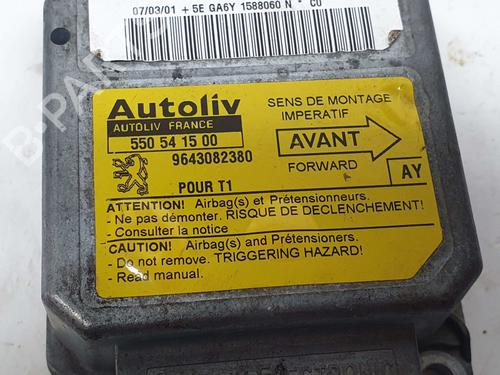 07/03/01 + 5E GA6Y 1588060 N * C0
Autoliv
AUTOLIV FRANCE
550 54 15 00
9643082380
POUR T1
SENS DE MONTAGE
IMPERATIF
AVANT
FORWARD
AY
ATTENTION! Airbag(s) et Prétensionneurs.
- Ne pas démonter. RISQUE DE DECLENCHEMENT!
- Consulter la notice
CAUTION! Airbag(s) and Pretensioners.
- Do not remove. TRIGGERING HAZARD!
- Read manual.